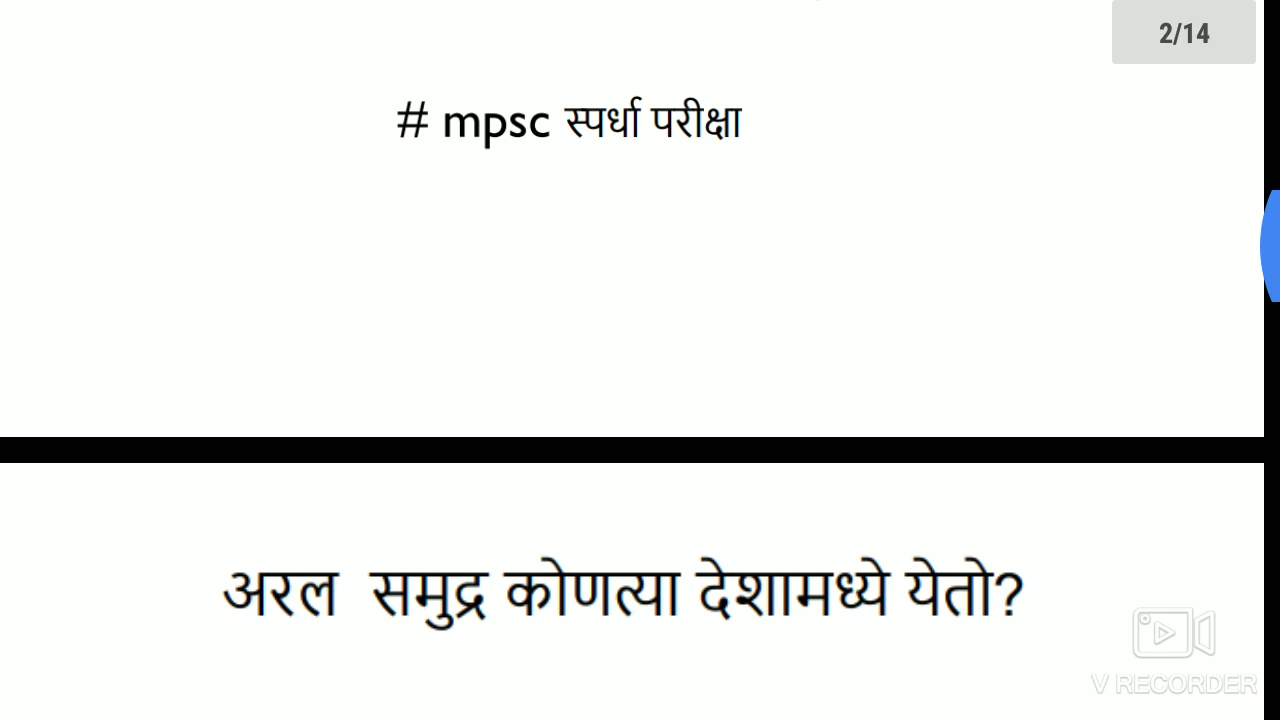 2/14
# mpsc स्पर्धा परीक्षा
अरल समुद्र कोणत्या देशामध्ये येतो?
V RECORDER